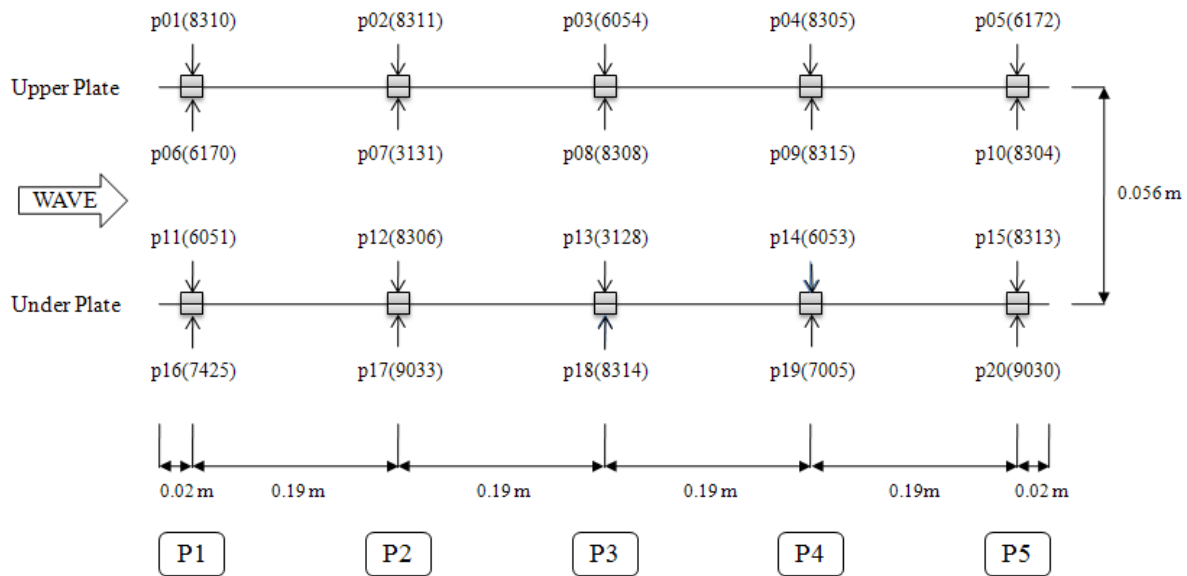 p01(8310) p02(8311) p03(6054) p04(8305) p05(6172)
Upper Plate
p06(6170) p07(3131) p08(8308) p09(8315) p10(8304)
0.056 m
WAVE
p11(6051) p12(8306) p13(3128) p14(6053) p15(8313)
Under Plate
p16(7425) p17(9033) p18(8314) p19(7005) p20(9030)
0.02 m 0.19 m 0.19 m 0.19 m 0.19 m 0.02 m
P1 P2 P3 P4 P5